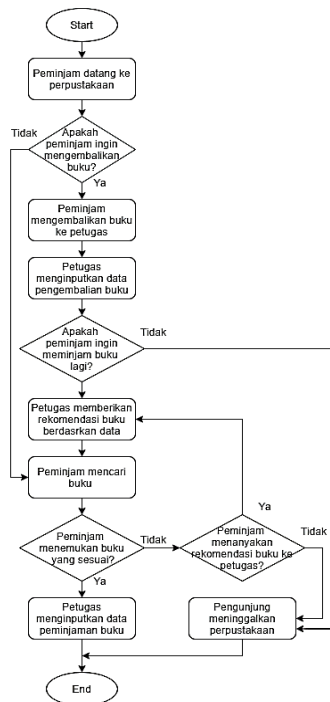 Start
Peminjam datang ke
perpustakaan
Tidak
Apakah
peminjam ingin
mengembalikan
buku?
Ya
Peminjam
mengembalikan buku
ke petugas
Petugas
menginputkan data
pengembalian buku
Apakah
peminjam ingin
meminjam buku
lagi?
Tidak
Petugas memberikan
rekomendasi buku
berdasrkan data
Peminjam mencari
buku
Ya
Peminjam
menemukan buku
yang sesuai?
Tidak
Peminjam
menanyakan
rekomendasi buku ke
petugas?
Tidak
Ya
Petugas
menginputkan data
peminjaman buku
Pengunjung
meninggalkan
perpustakaan
End